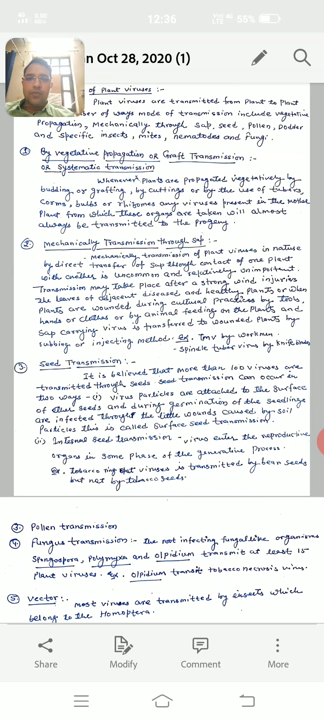 4G 9.20 KB/s
12:36
55%
n Oct 28, 2020 (1)
of Plant viruses :-
Plant viruses are transmitted from Plant to Plant
ber of ways mode of transmission include vegetative
Propagation, Mechanically through Sap, seed, Pollen, Dodder
and specific insects, mites, nematodes and Fungi.
① By vegetative propagation OR Graft Transmission :-
OR Systematic transmission
Whenever Plants are Propagated vegetatively by
budding or grafting, by cuttings or by the use of tubers,
Corms, bulbs or rhizomes any viruses present in the mother
Plant from which these organs are taken will almost
always be transmitted to the progeny.
② Mechanically Transmission through Sap :-
Mechanically transmission of Plant viruses in nature
by direct transfer of Sap through contact of one plant
with another is uncommon and relatively unimportant.
Transmission may take place after a strong wind injuries
the leaves of adjacent diseased and healthy Plants or when
Plants are wounded during cultural Practices by tools,
hands or clothes or by animal feeding on the Plants and
Sap carrying virus is transferred to wounded Plants by
rubbing or injecting method. Ex. TMV by workmen.
- Spindle tuber virus by Knife blades
③ Seed Transmission :-
It is believed that more than 100 viruses are
transmitted through seeds. Seed transmission can occur in
two ways - (i) Virus Particles are attached to the Surface
of the Seeds and during germination of the Seedlings
are infected through the little wounds caused by Soil
Particles this is called Surface seed transmission.
(ii) Internal Seed transmission - virus enter the reproductive
organs in Some Phase of the generative process.
Ex. Tobacco ring spot viruses is transmitted by bean seeds
but not by tobacco seeds.
③. Pollen transmission
④ Fungus transmission :- the root infecting fungal like organisms
Spongospora, Polymyxa and Olpidium transmit at least 15
Plant viruses. ex. Olpidium transit tobacco necrosis virus.
⑤ Vector :-
Most viruses are transmitted by insects which
belong to the Homoptera.
Share
Modify
Comment
More